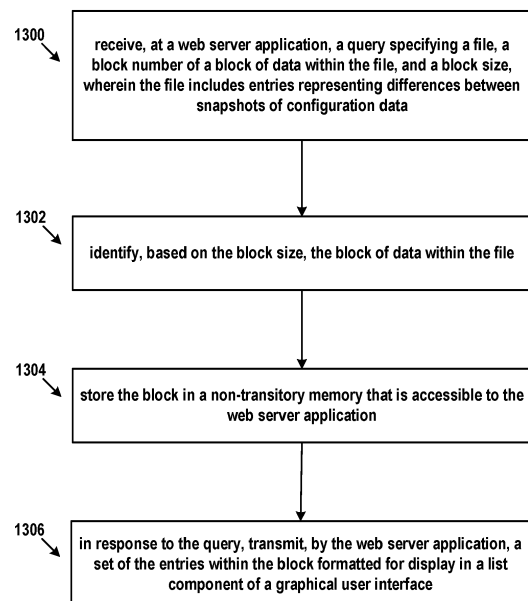 1300
receive, at a web server application, a query specifying a file, a
block number of a block of data within the file, and a block size,
wherein the file includes entries representing differences between
snapshots of configuration data
1302
identify, based on the block size, the block of data within the file
1304
store the block in a non-transitory memory that is accessible to the
web server application
1306
in response to the query, transmit, by the web server application, a
set of the entries within the block formatted for display in a list
component of a graphical user interface